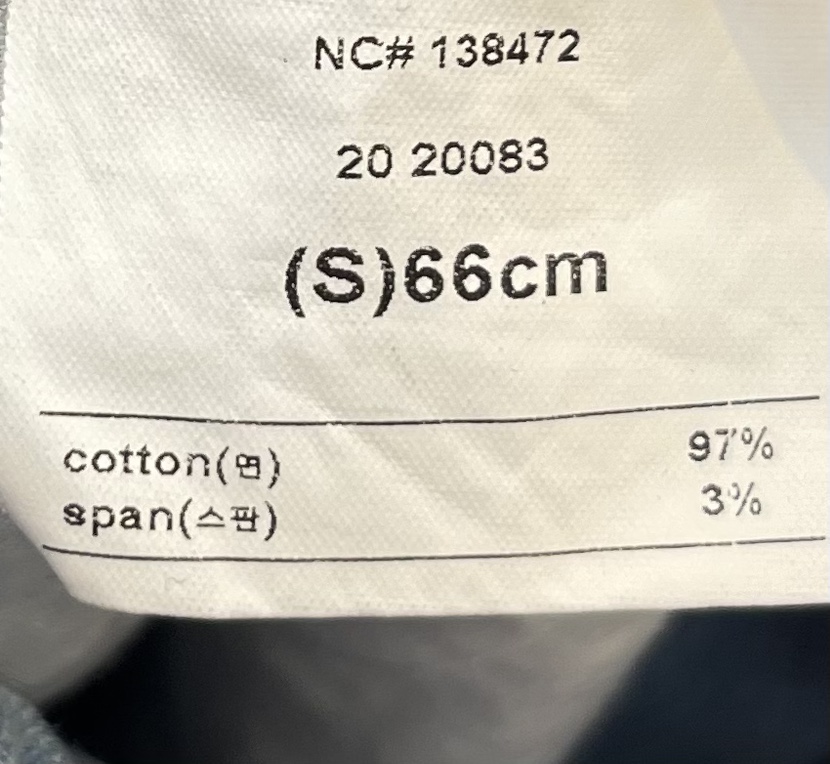 NC# 138472
20 20083
(S)66cm
cotton(면) 97%
span(스판) 3%